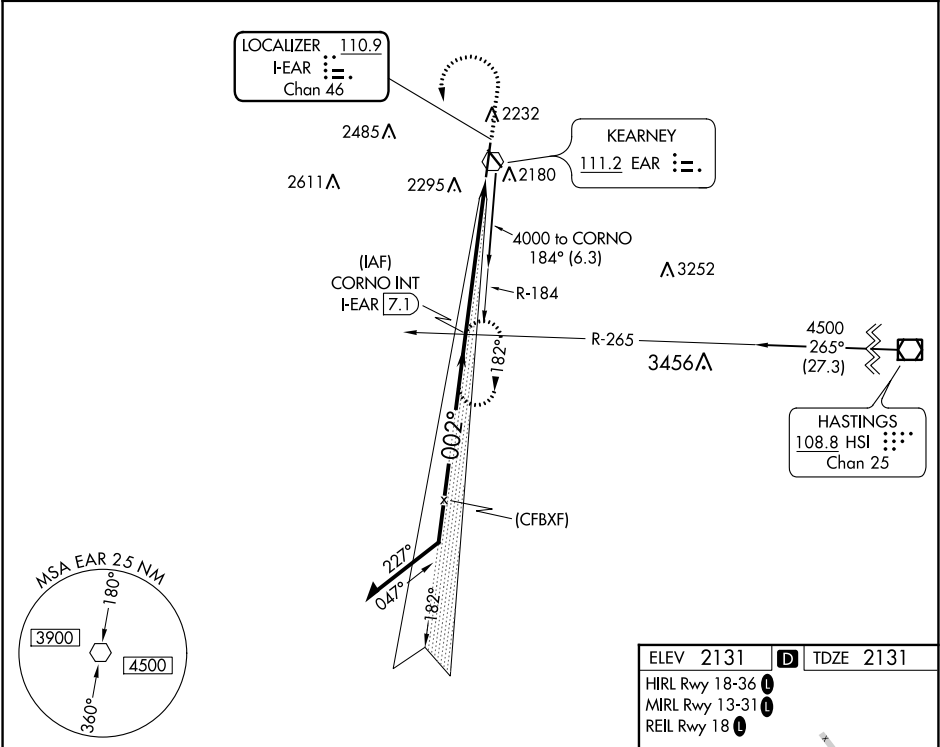 LOCALIZER 110.9
I-EAR
Chan 46
2232
2485
KEARNEY
111.2 EAR
2611
2295
2180
4000 to CORNO
184° (6.3)
(IAF)
CORNO INT
I-EAR 7.1
3252
R-184
R-265
4500
265°
(27.3)
182°
3456
HASTINGS
108.8 HSI
Chan 25
002°
(CFBXF)
227°
047°
182°
MSA EAR 25 NM
180°
3900
4500
360°
ELEV 2131 D TDZE 2131
HIRL Rwy 18-36 L
MIRL Rwy 13-31 L
REIL Rwy 18 L
x